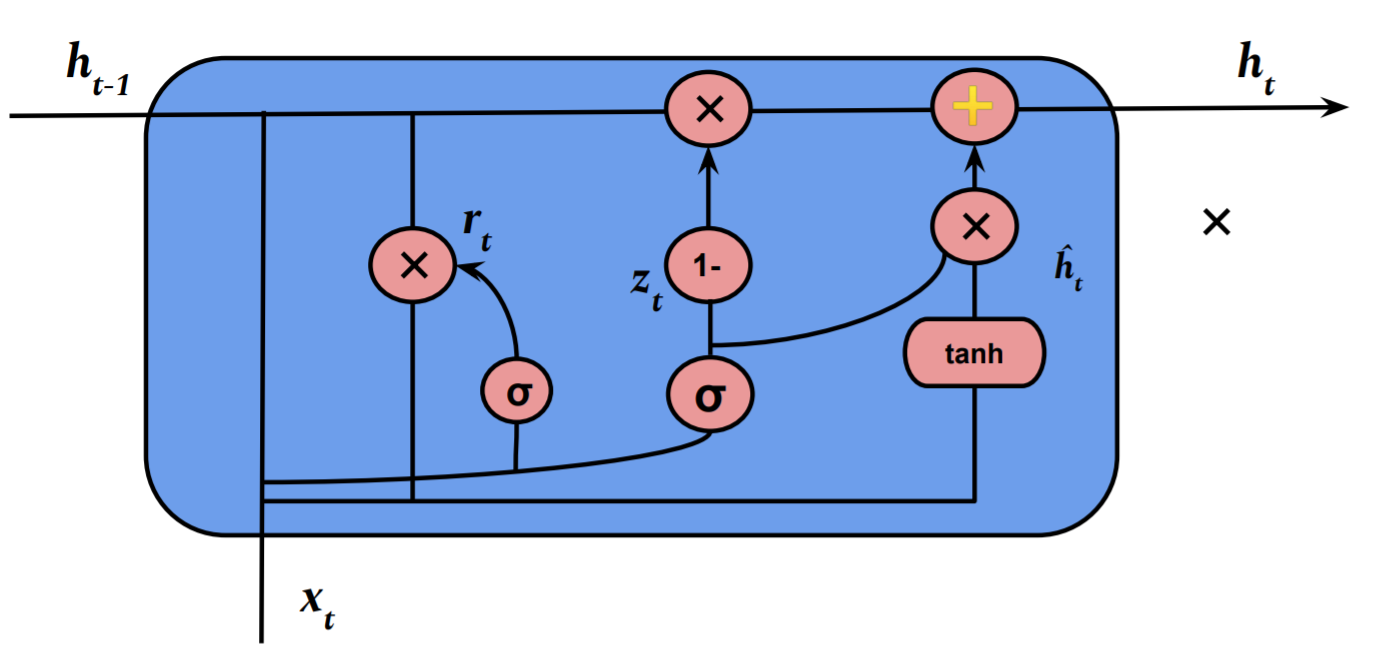 h_t-1
h_t
×
+
r_t
×
×
×
z_t
1-
ĥ_t
tanh
σ
σ
x_t